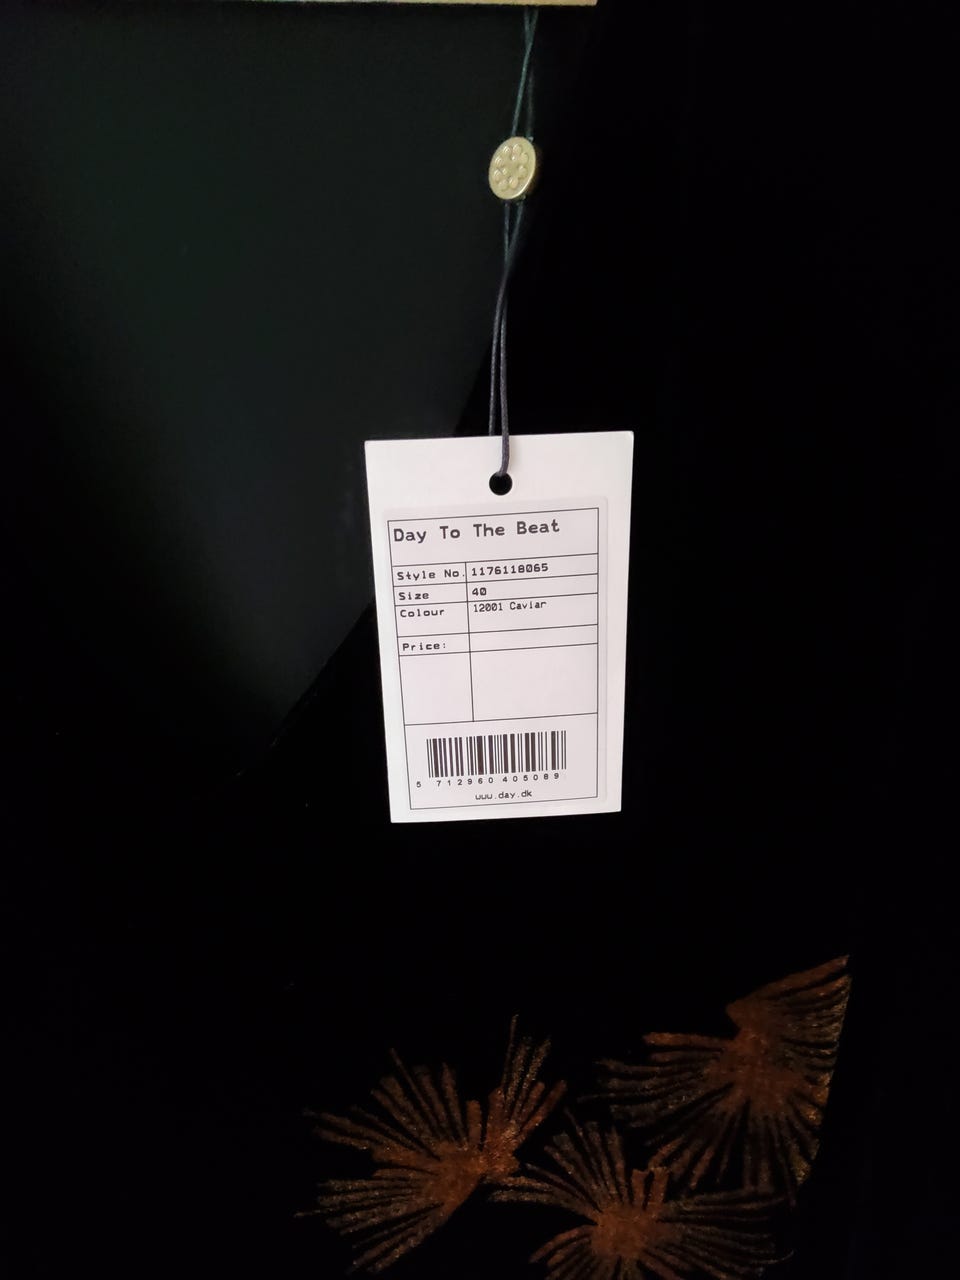 Day To The Beat
Style No. 1176118065
Size 40
Colour 12001 Caviar
Price:
5 712960 405089
www.day.dk